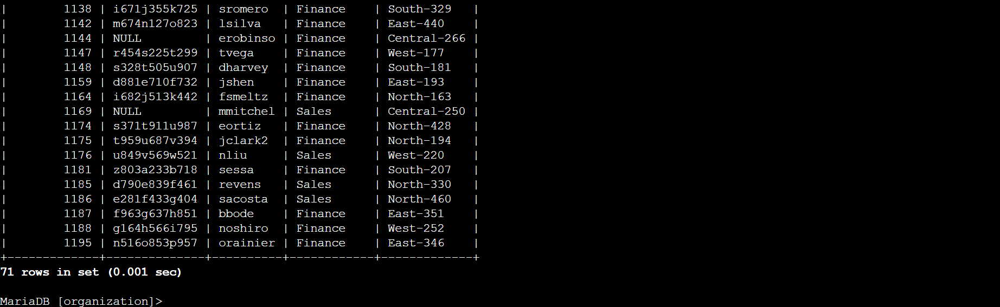 |        1138 | i671j355k725 | sromero  | Finance    | South-329   |
|        1142 | m674n127o823 | lsilva   | Finance    | East-440    |
|        1144 | NULL         | erobinso | Finance    | Central-266 |
|        1147 | r454s225t299 | tvega    | Finance    | West-177    |
|        1148 | s328t505u907 | dharvey  | Finance    | South-181   |
|        1159 | d881e710f732 | jshen    | Finance    | East-193    |
|        1164 | i682j513k442 | fsmeltz  | Finance    | North-163   |
|        1169 | NULL         | mmitchel | Sales      | Central-250 |
|        1174 | s371t911u987 | eortiz   | Finance    | North-428   |
|        1175 | t959u687v394 | jclark2  | Finance    | North-194   |
|        1176 | u849v569w521 | nliu     | Sales      | West-220    |
|        1181 | z803a233b718 | sessa    | Finance    | South-207   |
|        1185 | d790e839f461 | revens   | Sales      | North-330   |
|        1186 | e281f433g404 | sacosta  | Sales      | North-460   |
|        1187 | f963g637h851 | bbode    | Finance    | East-351    |
|        1188 | g164h566i795 | noshiro  | Finance    | West-252    |
|        1195 | n516o853p957 | orainier | Finance    | East-346    |
+-------------+--------------+----------+------------+-------------+
71 rows in set (0.001 sec)
MariaDB [organization]>